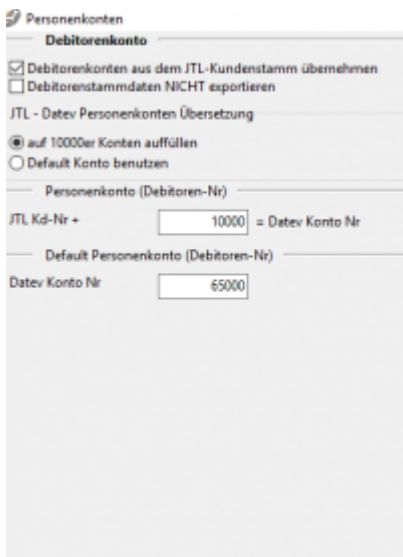 Personenkonten
Debitorenkonto
Debitorenkonten aus dem JTL-Kundenstamm übernehmen
Debitorenstammdaten NICHT exportieren
JTL - Datev Personenkonten Übersetzung
auf 10000er Konten auffüllen
Default Konto benutzen
Personenkonto (Debitoren-Nr)
JTL Kd-Nr + 10000 = Datev Konto Nr
Default Personenkonto (Debitoren-Nr)
Datev Konto Nr 65000